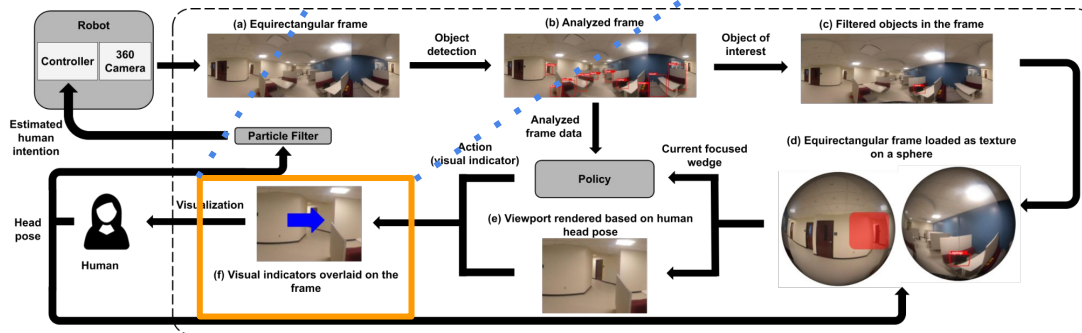 Robot
Controller
360
Camera
(a) Equirectangular frame
Object
detection
(b) Analyzed frame
Object of
interest
(c) Filtered objects in the frame
Estimated
human
intention
Particle Filter
Analyzed
frame data
Action
(visual indicator)
Policy
Current focused
wedge
(d) Equirectangular frame loaded as texture
on a sphere
Head
pose
Human
Visualization
(f) Visual indicators overlaid on the
frame
(e) Viewport rendered based on human
head pose